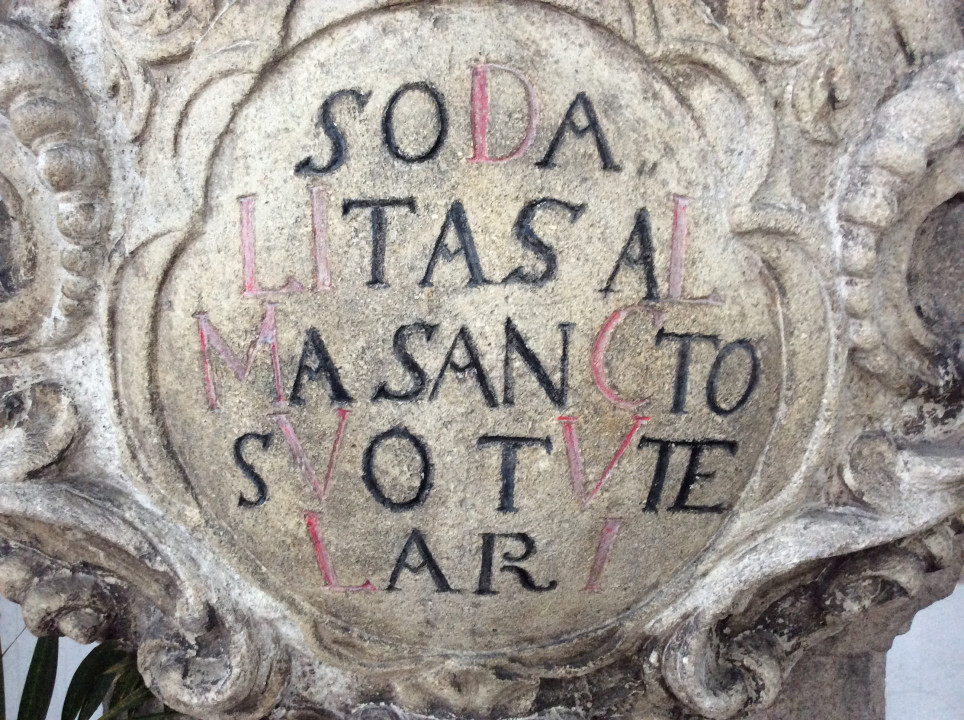 SODA
LITAS AL
MA SANCTO
SVO TVTE
LARI